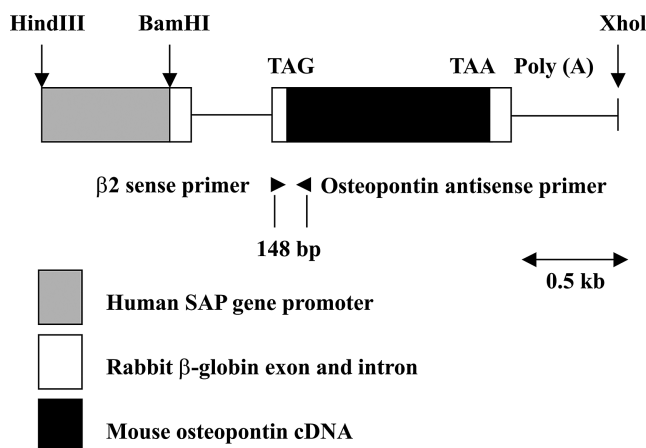 HindIII BamHI XhoI
TAG TAA Poly (A)
β2 sense primer Osteopontin antisense primer
148 bp
0.5 kb
Human SAP gene promoter
Rabbit β-globin exon and intron
Mouse osteopontin cDNA